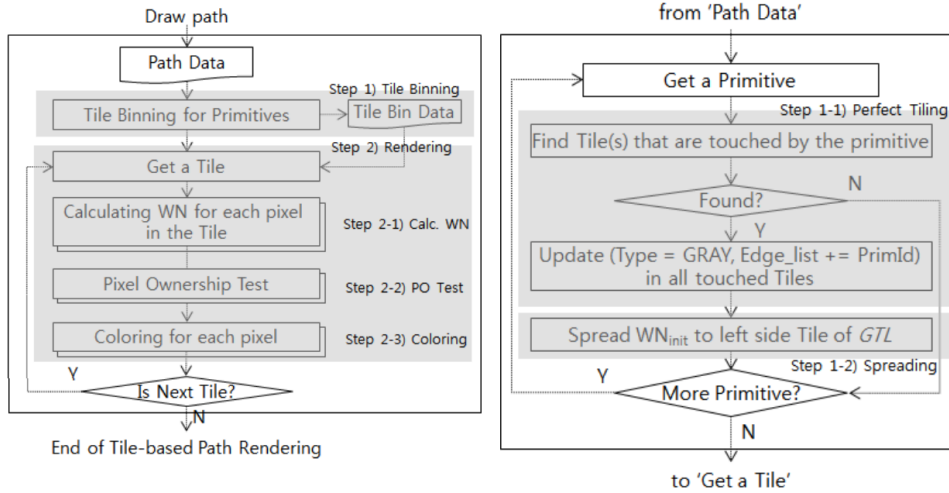 Draw path
Path Data
Step 1) Tile Binning
Tile Binning for Primitives
Tile Bin Data
Step 2) Rendering
Get a Tile
Calculating WN for each pixel
in the Tile
Step 2-1) Calc. WN
Pixel Ownership Test
Step 2-2) PO Test
Coloring for each pixel
Step 2-3) Coloring
Y
Is Next Tile?
N
End of Tile-based Path Rendering
from 'Path Data'
Get a Primitive
Step 1-1) Perfect Tiling
Find Tile(s) that are touched by the primitive
N
Found?
Y
Update (Type = GRAY, Edge_list += PrimId)
in all touched Tiles
Spread WNinit to left side Tile of GTL
Step 1-2) Spreading
Y
More Primitive?
N
to 'Get a Tile'